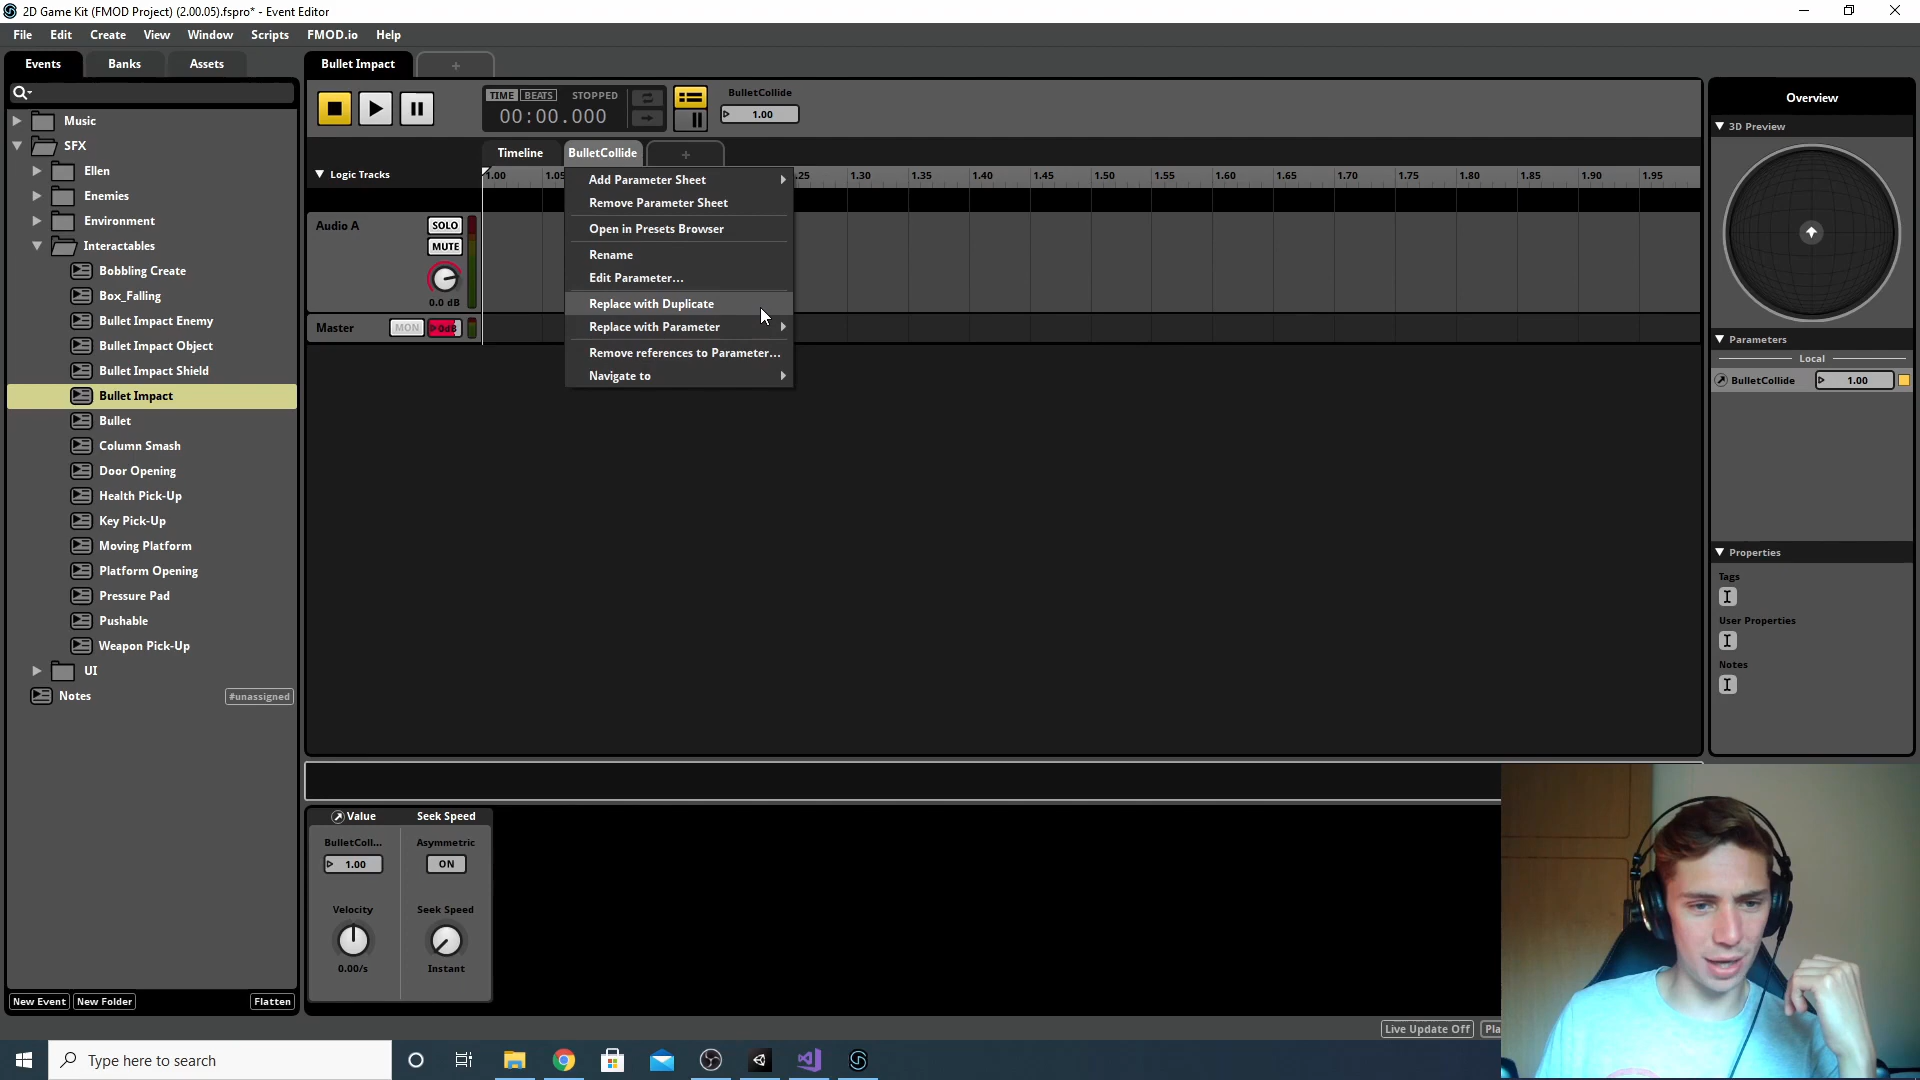 2D Game Kit (FMOD Project) (2.00.05).fspro* - Event Editor
File Edit Create View Window Scripts FMOD.io Help
Events Banks Assets
Bullet Impact +
TIME BEATS STOPPED
00:00.000
BulletCollide
1.00
Overview
3D Preview
Timeline BulletCollide +
Logic Tracks
1.00 1.05 .25 1.30 1.35 1.40 1.45 1.50 1.55 1.60 1.65 1.70 1.75 1.80 1.85 1.90 1.95
Music
SFX
Ellen
Enemies
Environment
Interactables
Bobbling Create
Box_Falling
Bullet Impact Enemy
Bullet Impact Object
Bullet Impact Shield
Bullet Impact
Bullet
Column Smash
Door Opening
Health Pick-Up
Key Pick-Up
Moving Platform
Platform Opening
Pressure Pad
Pushable
Weapon Pick-Up
UI
Notes #unassigned
New Event New Folder Flatten
Audio A SOLO
MUTE
0.0 dB
Master MON 0dB
Add Parameter Sheet
Remove Parameter Sheet
Open in Presets Browser
Rename
Edit Parameter...
Replace with Duplicate
Replace with Parameter
Remove references to Parameter...
Navigate to
Parameters
Local
BulletCollide 1.00
Properties
Tags
User Properties
Notes
Value Seek Speed
BulletColl... Asymmetric
1.00 ON
Velocity Seek Speed
0.00/s Instant
Live Update Off Pla
Type here to search